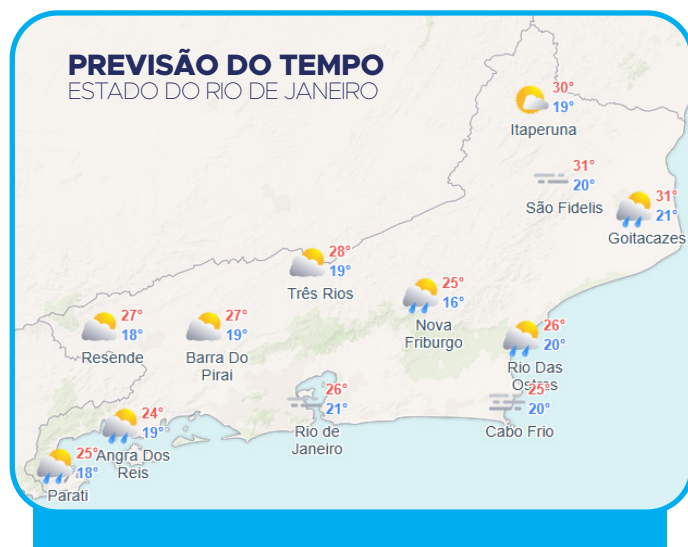 PREVISÃO DO TEMPO
ESTADO DO RIO DE JANEIRO
30°
19°
Itaperuna
31°
20°
São Fidelis
31°
21°
Goitacazes
28°
19°
Três Rios
25°
16°
Nova
Friburgo
27°
18°
Resende
27°
19°
Barra Do
Pirai
26°
20°
Rio Das
Ostras
25°
20°
Cabo Frio
26°
21°
Rio de
Janeiro
24°
19°
Angra Dos
Reis
25°
18°
Parati